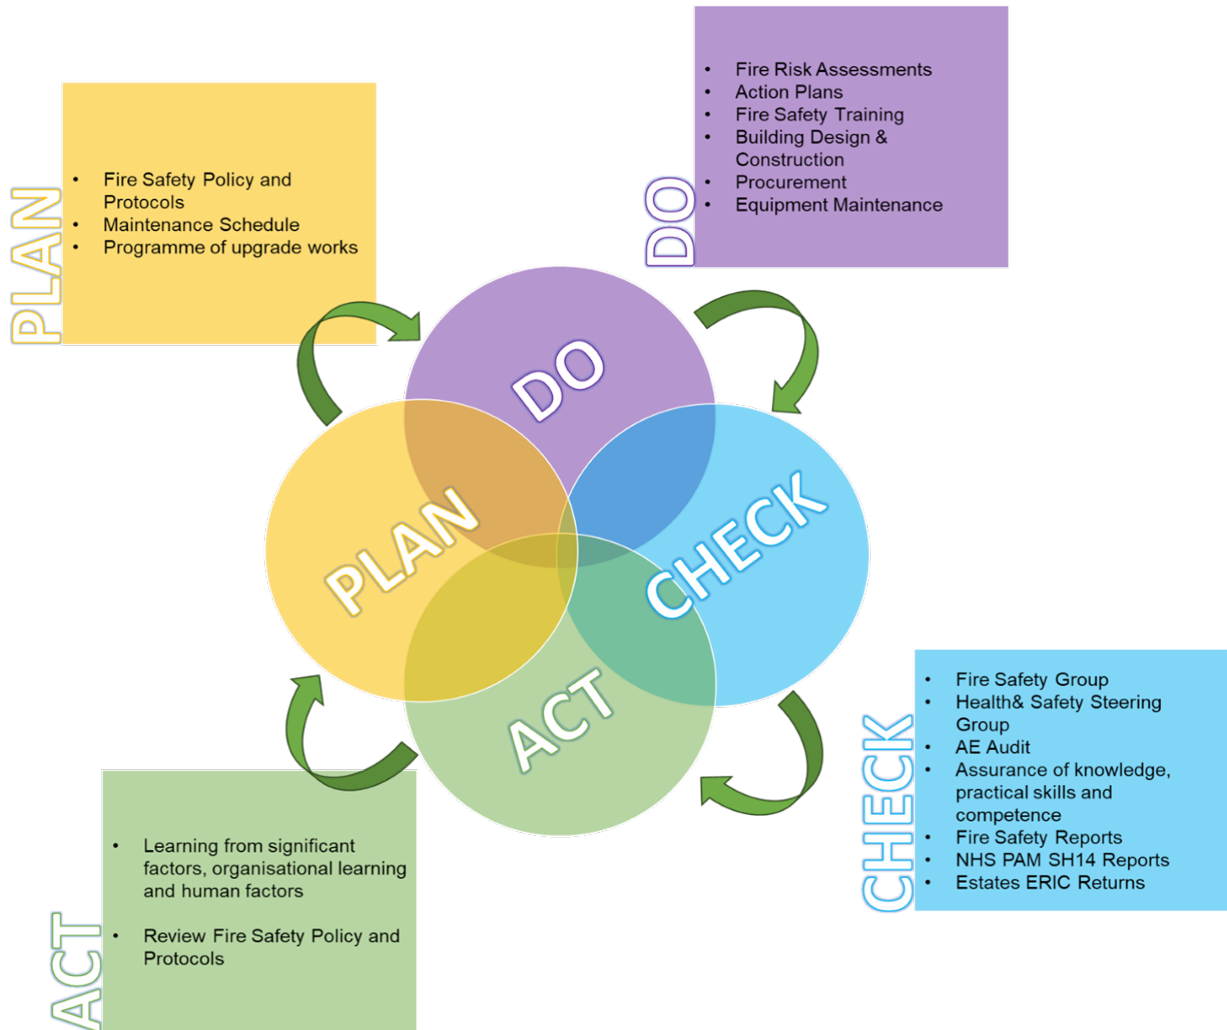 PLAN
• Fire Safety Policy and
Protocols
• Maintenance Schedule
• Programme of upgrade works
DO
• Fire Risk Assessments
• Action Plans
• Fire Safety Training
• Building Design &
Construction
• Procurement
• Equipment Maintenance
DO
PLAN
CHECK
ACT
CHECK
• Fire Safety Group
• Health& Safety Steering
Group
• AE Audit
• Assurance of knowledge,
practical skills and
competence
• Fire Safety Reports
• NHS PAM SH14 Reports
• Estates ERIC Returns
ACT
• Learning from significant
factors, organisational learning
and human factors
• Review Fire Safety Policy and
Protocols